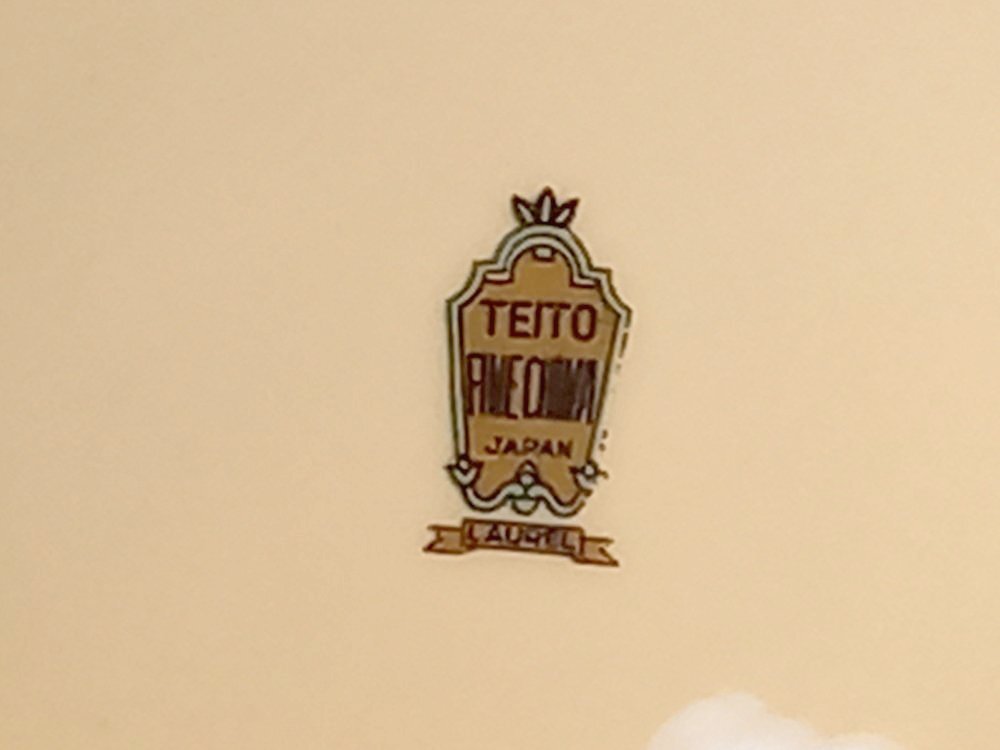 TEITO
FINE CHINA
JAPAN
LAUREL